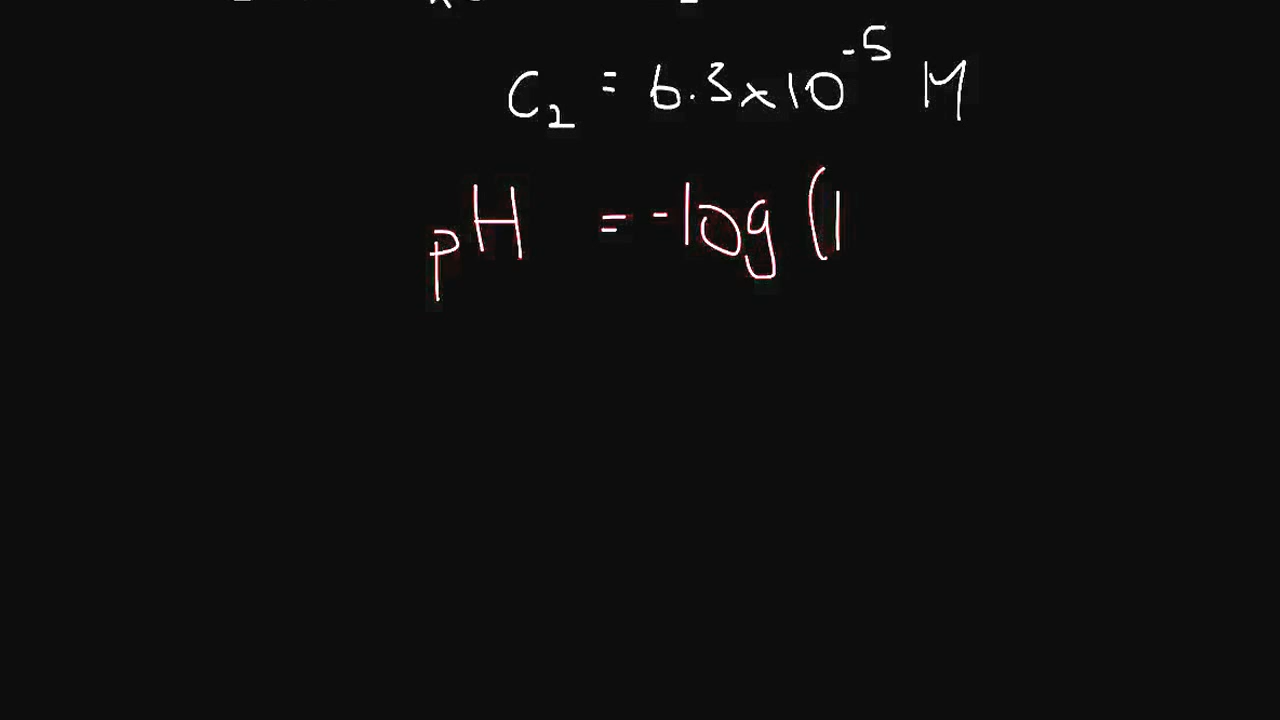 C₂ = 6.3x10⁻⁵ M
pH = -log (1